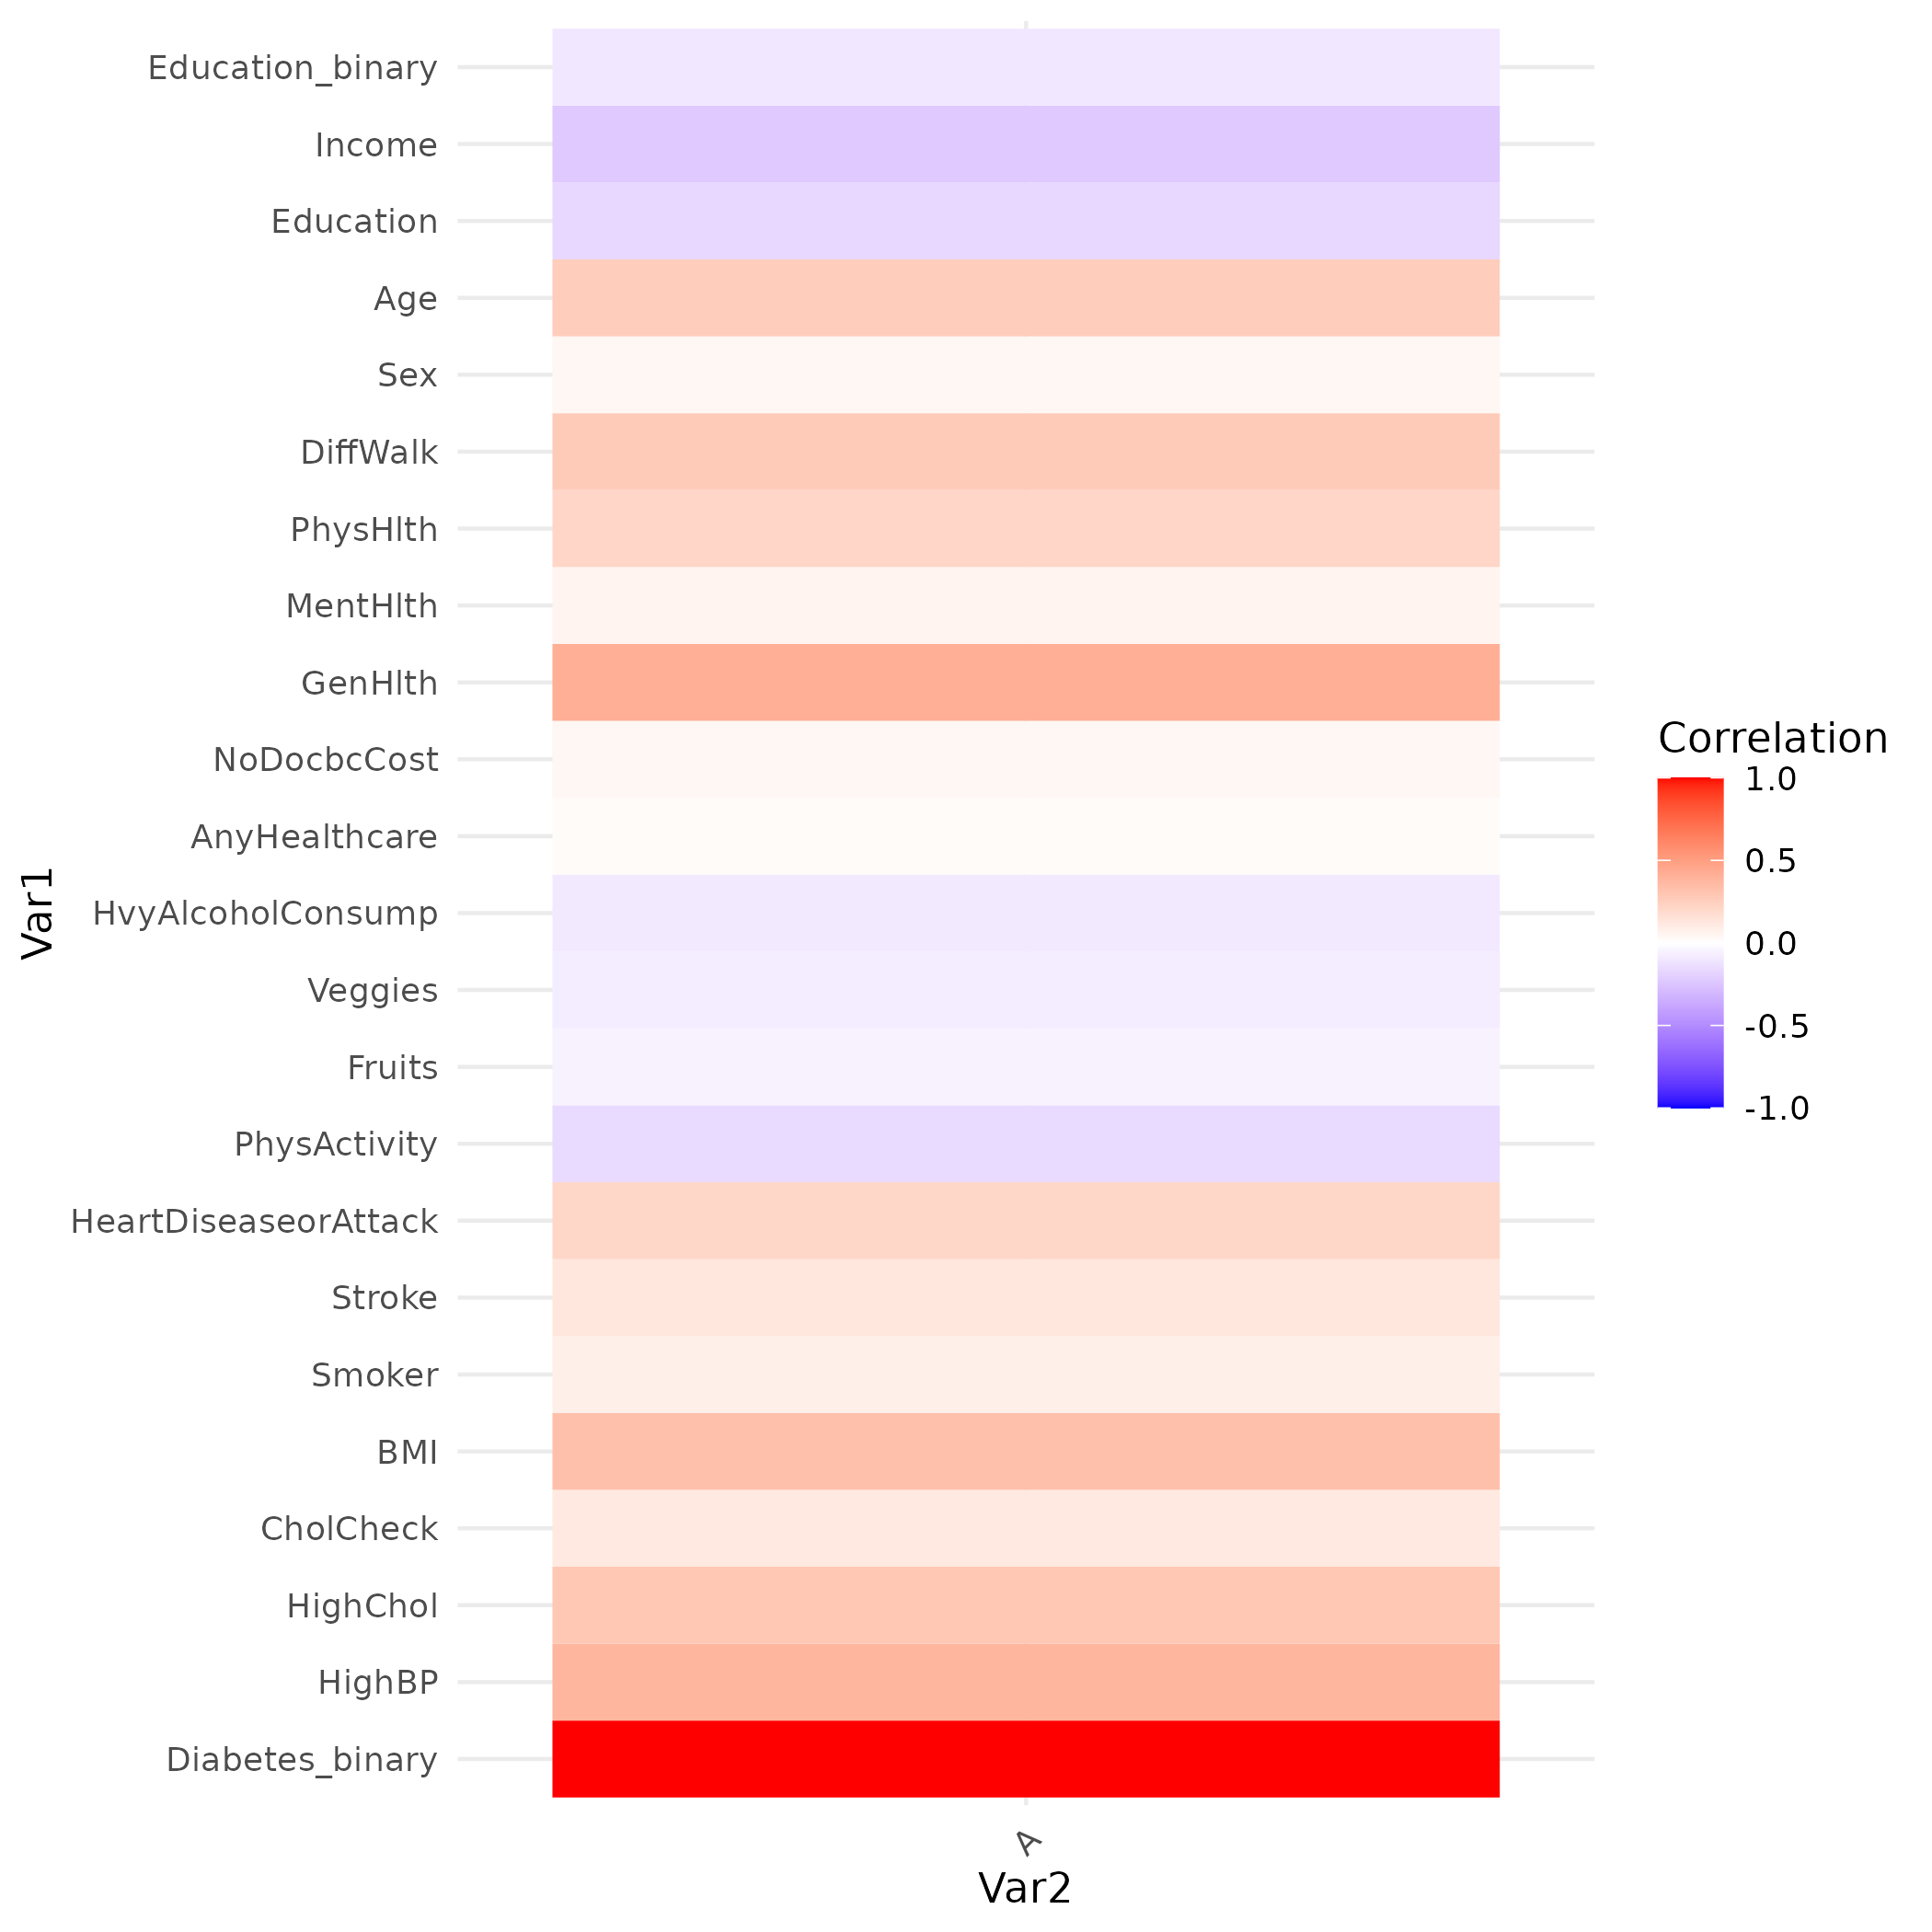 Education_binary
Income
Education
Age
Sex
DiffWalk
PhysHlth
MentHlth
GenHlth
NoDocbcCost
AnyHealthcare
HvyAlcoholConsump
Veggies
Fruits
PhysActivity
HeartDiseaseorAttack
Stroke
Smoker
BMI
CholCheck
HighChol
HighBP
Diabetes_binary
Var1
A
Var2
Correlation
1.0
0.5
0.0
-0.5
-1.0